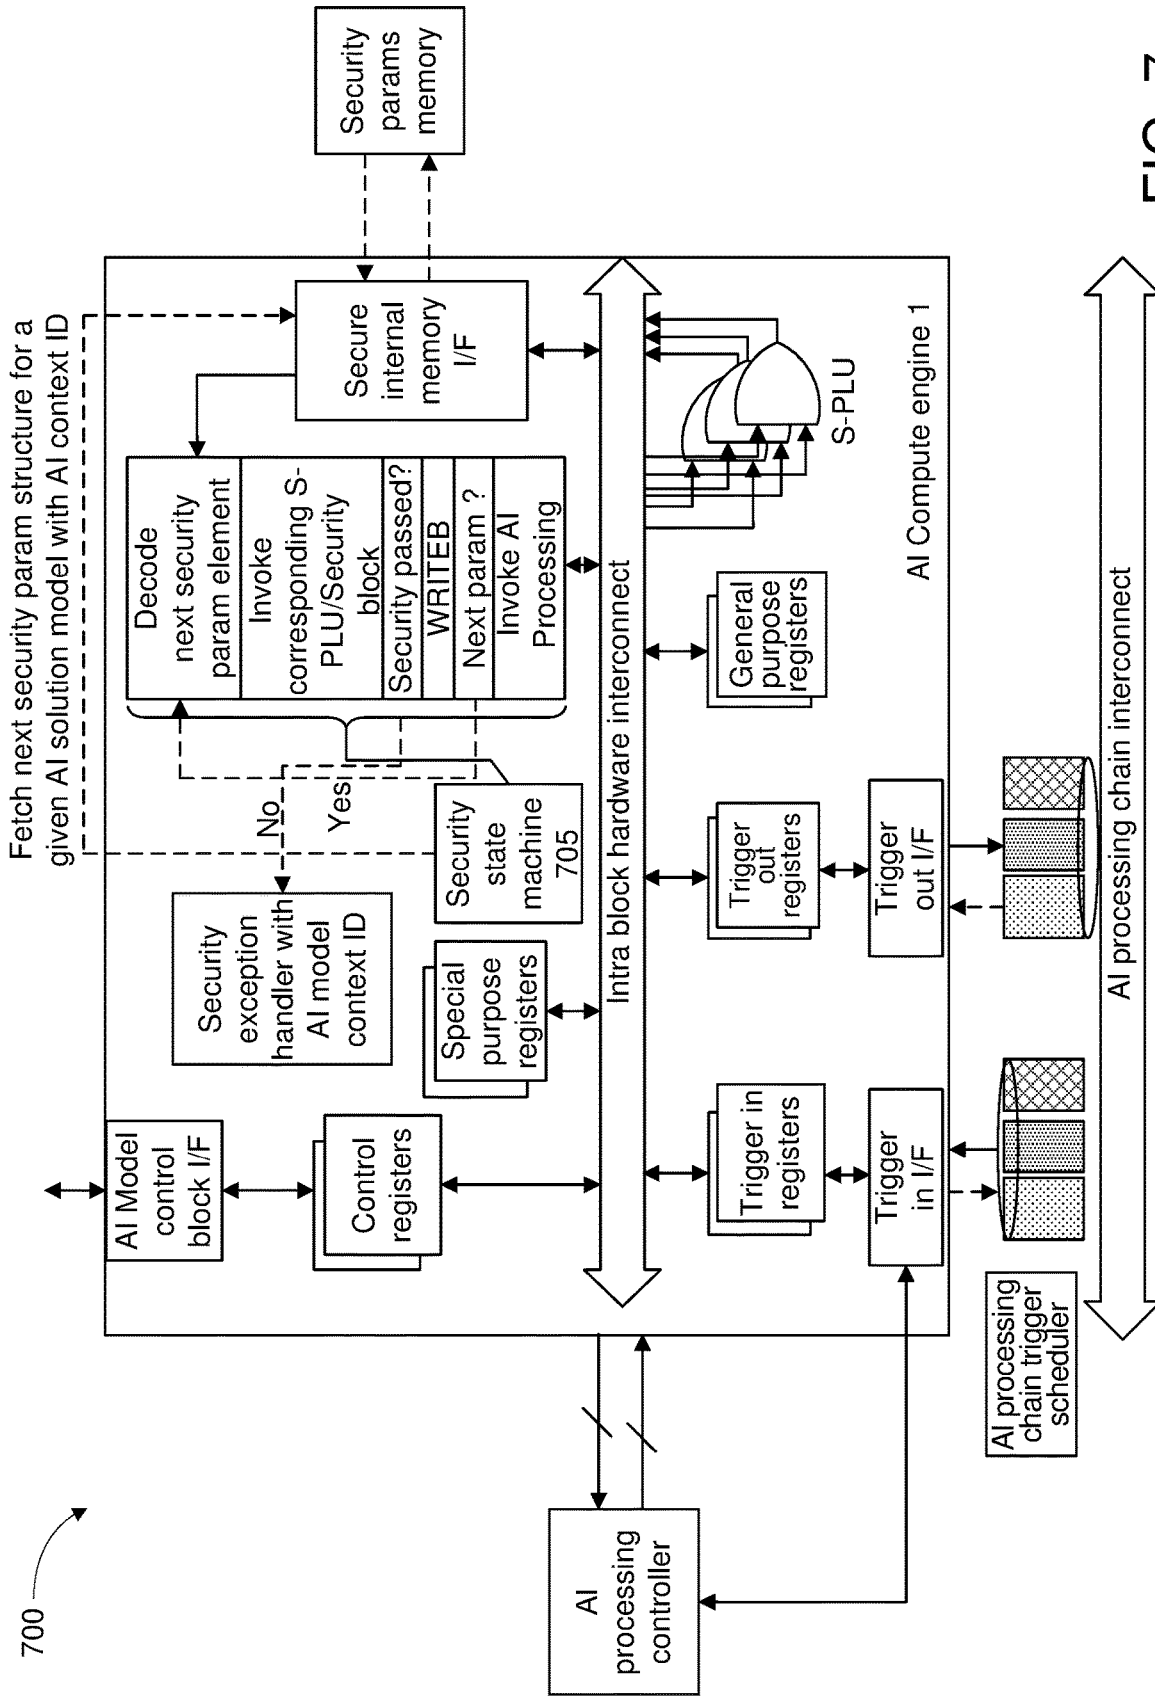 700
Fetch next security param structure for a
given AI solution model with AI context ID
AI Model
control
block I/F
Control
registers
Security
exception
handler with
AI model
context ID
No
Yes
Special
purpose
registers
Security
state
machine
705
Decode
next security
param element
Invoke
corresponding S-
PLU/Security
block
Security passed?
WRITEB
Next param ?
Invoke AI
Processing
Secure
internal
memory
I/F
Security
params
memory
Intra block hardware interconnect
AI
processing
controller
Trigger in
registers
Trigger
in I/F
Trigger
out
registers
Trigger
out I/F
General
purpose
registers
S-PLU
AI Compute engine 1
AI processing
chain trigger
scheduler
AI processing chain interconnect
FIG. 7